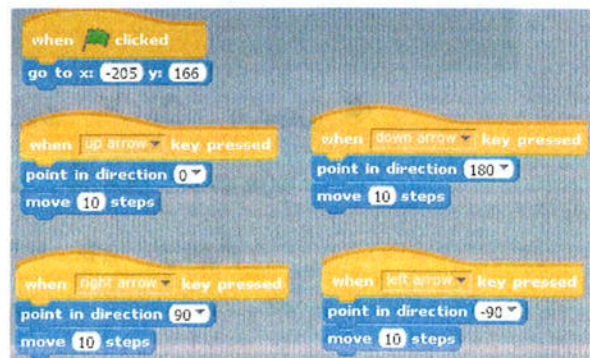 when clicked
go to x: -205 y: 166
when up arrow key pressed
point in direction 0
move 10 steps
when down arrow key pressed
point in direction 180
move 10 steps
when right arrow key pressed
point in direction 90
move 10 steps
when left arrow key pressed
point in direction -90
move 10 steps